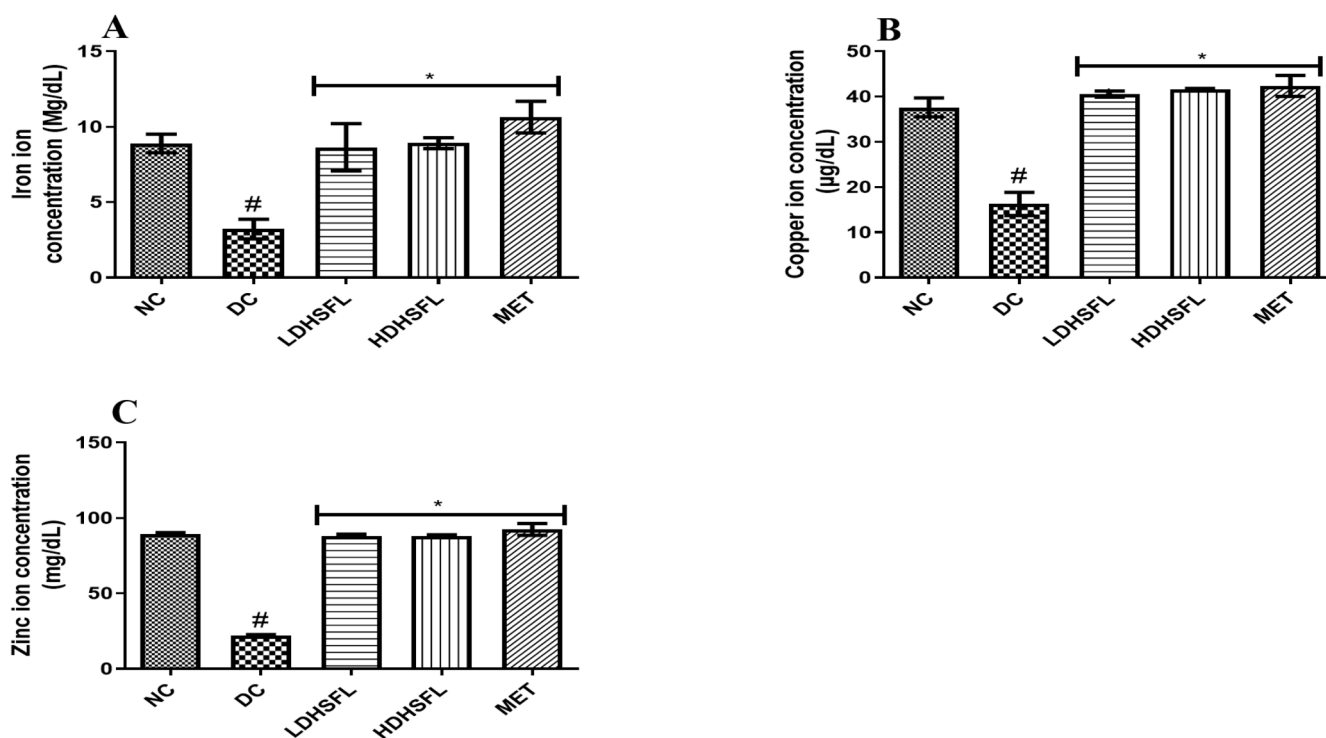 A
Iron ion
concentration (Mg/dL)
15
10
5
0
*
#
NC
DC
LDHSFL
HDHSFL
MET
B
Copper ion concentration
(µg/dL)
50
40
30
20
10
0
*
#
NC
DC
LDHSFL
HDHSFL
MET
C
Zinc ion concentration
(mg/dL)
150
100
50
0
*
#
NC
DC
LDHSFL
HDHSFL
MET